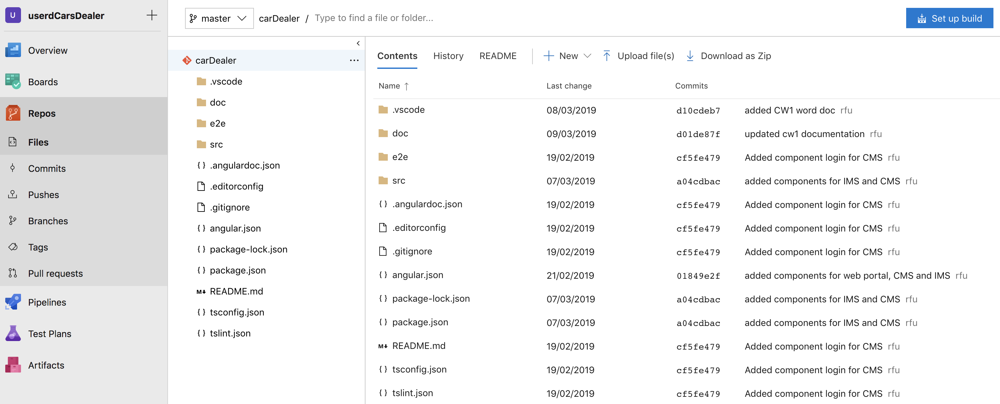 U userdCarsDealer
Overview
Boards
Repos
Files
Commits
Pushes
Branches
Tags
Pull requests
Pipelines
Test Plans
Artifacts
master carDealer / Type to find a file or folder... Set up build
carDealer ...
.vscode
doc
e2e
src
.angulardoc.json
.editorconfig
.gitignore
angular.json
package-lock.json
package.json
README.md
tsconfig.json
tslint.json
Contents History README New Upload file(s) Download as Zip
Name Last change Commits
.vscode 08/03/2019 d10cdeb7 added CW1 word doc rfu
doc 09/03/2019 d01de87f updated cw1 documentation rfu
e2e 19/02/2019 cf5fe479 Added component login for CMS rfu
src 07/03/2019 a04cdbac added components for IMS and CMS rfu
.angulardoc.json 19/02/2019 cf5fe479 Added component login for CMS rfu
.editorconfig 19/02/2019 cf5fe479 Added component login for CMS rfu
.gitignore 19/02/2019 cf5fe479 Added component login for CMS rfu
angular.json 21/02/2019 01849e2f added components for web portal, CMS and IMS rfu
package-lock.json 07/03/2019 a04cdbac added components for IMS and CMS rfu
package.json 07/03/2019 a04cdbac added components for IMS and CMS rfu
README.md 19/02/2019 cf5fe479 Added component login for CMS rfu
tsconfig.json 19/02/2019 cf5fe479 Added component login for CMS rfu
tslint.json 19/02/2019 cf5fe479 Added component login for CMS rfu